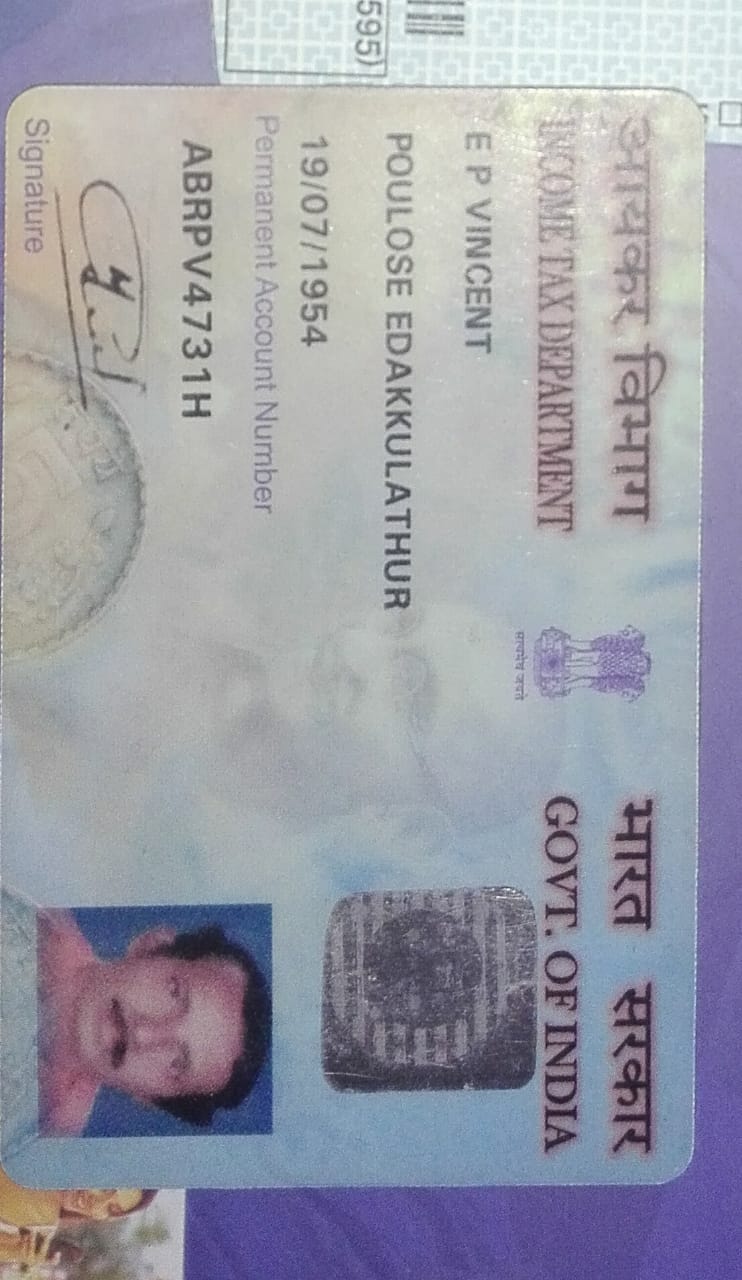 595)
आयकर विभाग
INCOME TAX DEPARTMENT
सत्यमेव जयते
भारत सरकार
GOVT. OF INDIA
E P VINCENT
POULOSE EDAKKULATHUR
19/07/1954
Permanent Account Number
ABRPV4731H
Signature